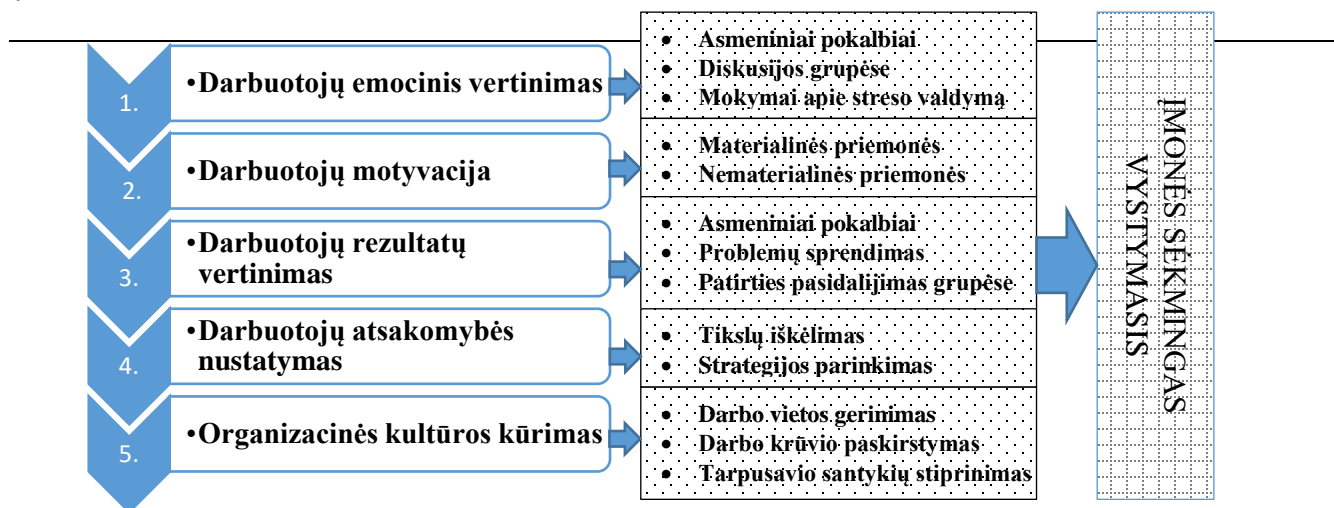 1.
•Darbuotojų emocinis vertinimas
• Asmeniniai pokalbiai
• Diskusijos grupėse
• Mokymai apie streso valdymą
2.
•Darbuotojų motyvacija
• Materialinės priemonės
• Nematerialinės priemonės
3.
•Darbuotojų rezultatų
vertinimas
• Asmeniniai pokalbiai
• Problemų sprendimas
• Patirties pasidalijimas grupėse
4.
•Darbuotojų atsakomybės
nustatymas
• Tikslų iškėlimas
• Strategijos parinkimas
5.
•Organizacinės kultūros kūrimas
• Darbo vietos gerinimas
• Darbo krūvio paskirstymas
• Tarpusavio santykių stiprinimas
ĮMONĖS SĖKMINGAS
VYSTYMASIS